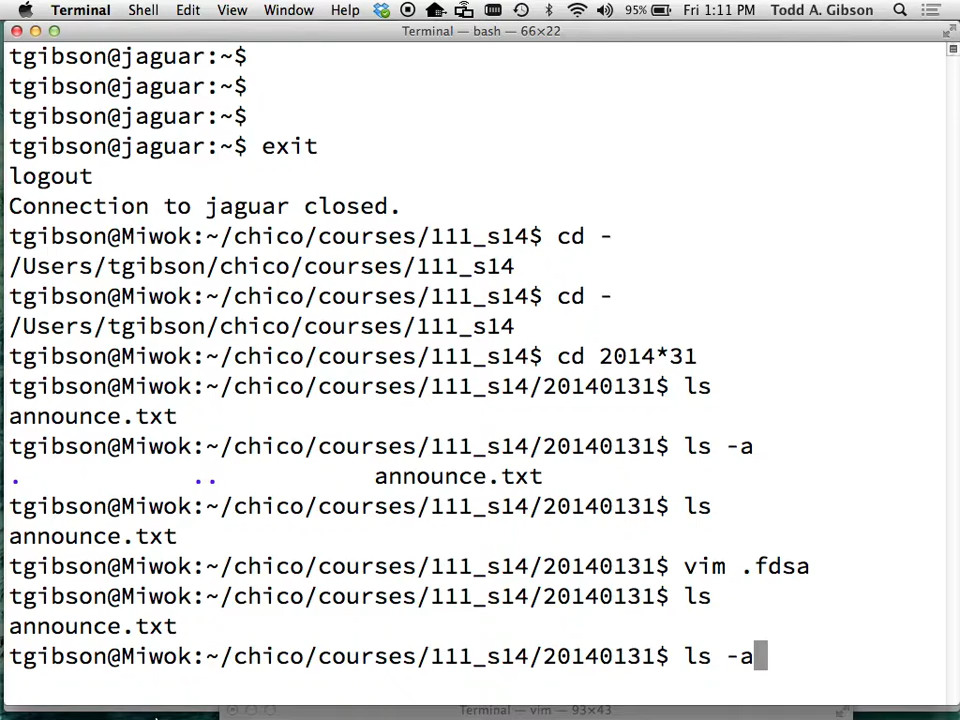 Terminal Shell Edit View Window Help 95% Fri 1:11 PM Todd A. Gibson
Terminal — bash — 66×22
tgibson@jaguar:~$
tgibson@jaguar:~$
tgibson@jaguar:~$
tgibson@jaguar:~$ exit
logout
Connection to jaguar closed.
tgibson@Miwok:~/chico/courses/111_s14$ cd -
/Users/tgibson/chico/courses/111_s14
tgibson@Miwok:~/chico/courses/111_s14$ cd -
/Users/tgibson/chico/courses/111_s14
tgibson@Miwok:~/chico/courses/111_s14$ cd 2014*31
tgibson@Miwok:~/chico/courses/111_s14/20140131$ ls
announce.txt
tgibson@Miwok:~/chico/courses/111_s14/20140131$ ls -a
. .. announce.txt
tgibson@Miwok:~/chico/courses/111_s14/20140131$ ls
announce.txt
tgibson@Miwok:~/chico/courses/111_s14/20140131$ vim .fdsa
tgibson@Miwok:~/chico/courses/111_s14/20140131$ ls
announce.txt
tgibson@Miwok:~/chico/courses/111_s14/20140131$ ls -a
Terminal — vim — 93×43